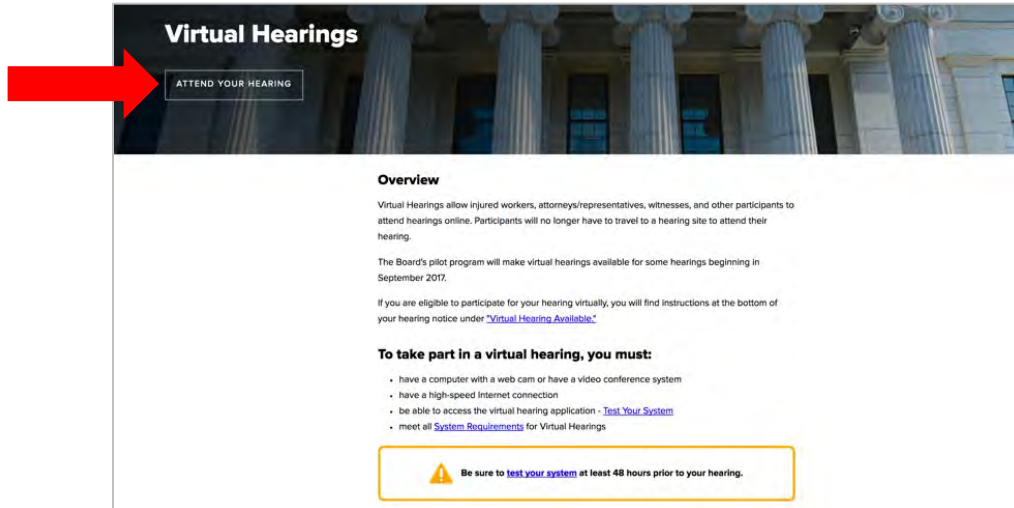 Virtual Hearings
ATTEND YOUR HEARING
Overview
Virtual Hearings allow injured workers, attorneys/representatives, witnesses, and other participants to
attend hearings online. Participants will no longer have to travel to a hearing site to attend their
hearing.
The Board's pilot program will make virtual hearings available for some hearings beginning in
September 2017.
If you are eligible to participate for your hearing virtually, you will find instructions at the bottom of
your hearing notice under "Virtual Hearing Available."
To take part in a virtual hearing, you must:
• have a computer with a web cam or have a video conference system
• have a high-speed Internet connection
• be able to access the virtual hearing application - Test Your System
• meet all System Requirements for Virtual Hearings
Be sure to test your system at least 48 hours prior to your hearing.